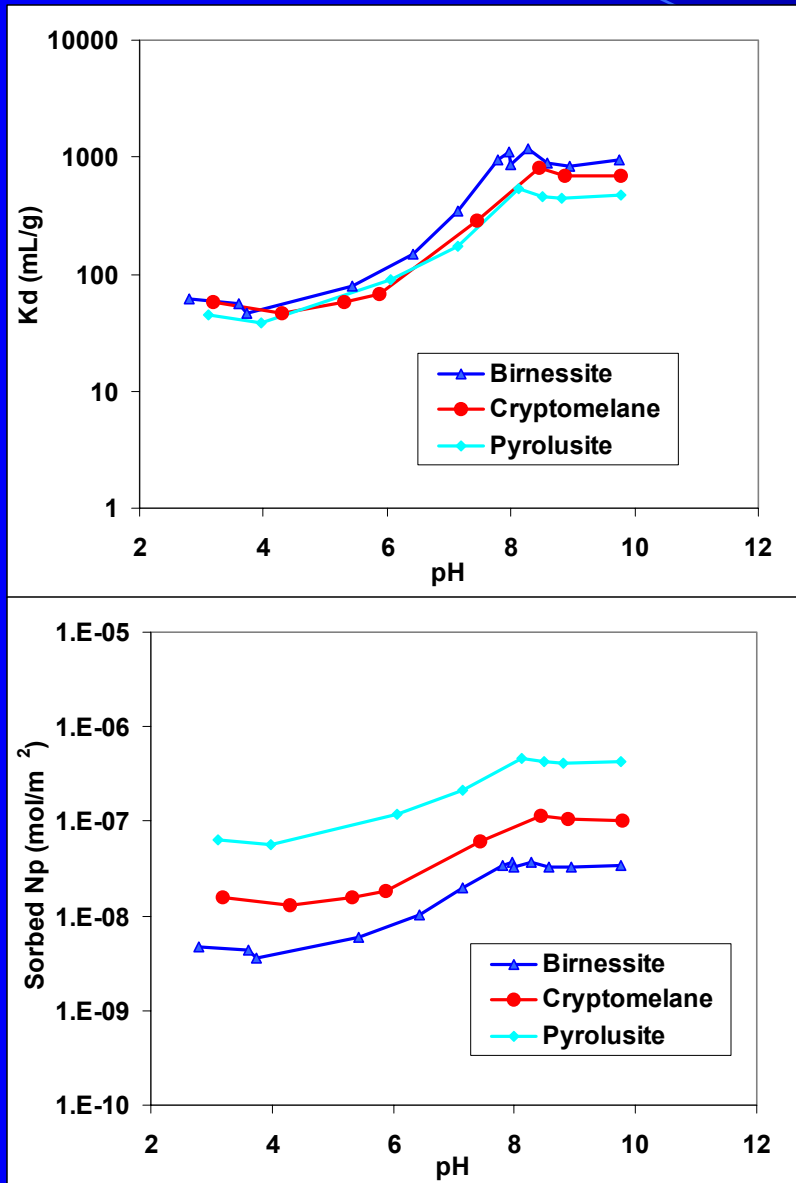 10000
1000
100
10
1
Kd (mL/g)
Birnessite
Cryptomelane
Pyrolusite
2 4 6 8 10 12
pH
1.E-05
1.E-06
1.E-07
1.E-08
1.E-09
1.E-10
Sorbed Np (mol/m ²)
Birnessite
Cryptomelane
Pyrolusite
2 4 6 8 10 12
pH